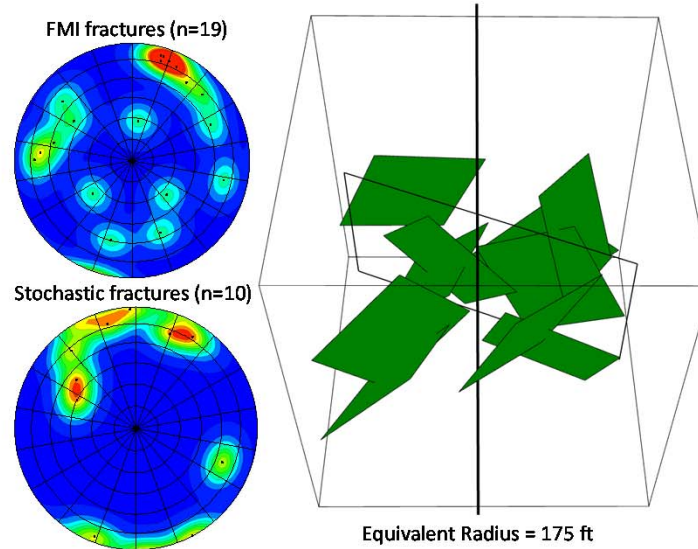 FMI fractures (n=19)
Stochastic fractures (n=10)
Equivalent Radius = 175 ft